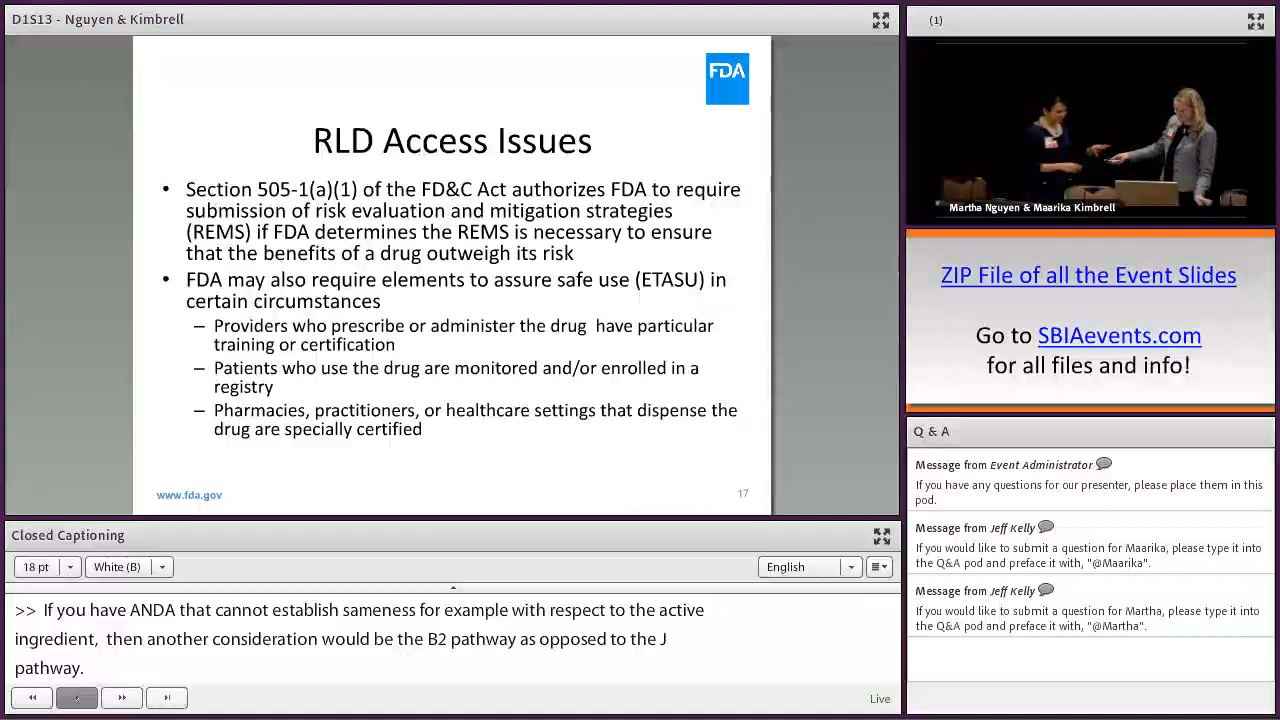 D1S13 - Nguyen & Kimbrell
FDA
RLD Access Issues
• Section 505-1(a)(1) of the FD&C Act authorizes FDA to require
submission of risk evaluation and mitigation strategies
(REMS) if FDA determines the REMS is necessary to ensure
that the benefits of a drug outweigh its risk
• FDA may also require elements to assure safe use (ETASU) in
certain circumstances
– Providers who prescribe or administer the drug have particular
training or certification
– Patients who use the drug are monitored and/or enrolled in a
registry
– Pharmacies, practitioners, or healthcare settings that dispense the
drug are specially certified
www.fda.gov
17
(1)
Martha Nguyen & Maarika Kimbrell
ZIP File of all the Event Slides
Go to SBIAevents.com
for all files and info!
Q & A
Message from Event Administrator
If you have any questions for our presenter, please place them in this
pod.
Message from Jeff Kelly
If you would like to submit a question for Maarika, please type it into
the Q&A pod and preface it with, "@Maarika".
Message from Jeff Kelly
If you would like to submit a question for Martha, please type it into
the Q&A pod and preface it with, "@Martha".
Closed Captioning
18 pt
White (B)
English
>> If you have ANDA that cannot establish sameness for example with respect to the active
ingredient, then another consideration would be the B2 pathway as opposed to the J
pathway.
Live